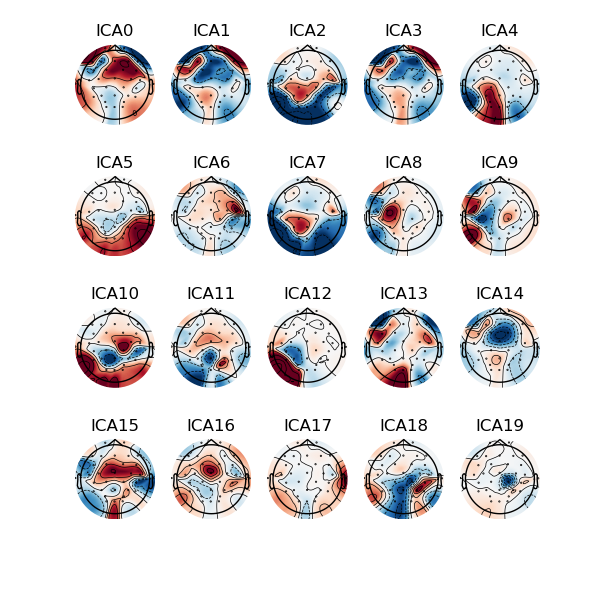 ICA0 ICA1 ICA2 ICA3 ICA4
ICA5 ICA6 ICA7 ICA8 ICA9
ICA10 ICA11 ICA12 ICA13 ICA14
ICA15 ICA16 ICA17 ICA18 ICA19